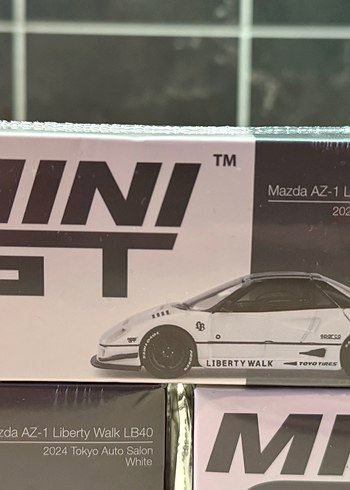 MINI
™
GT
Mazda AZ-1 L
202
LB
LIBERTY WALK
TOYO TIRES
zda AZ-1 Liberty Walk LB40
2024 Tokyo Auto Salon
White
MI